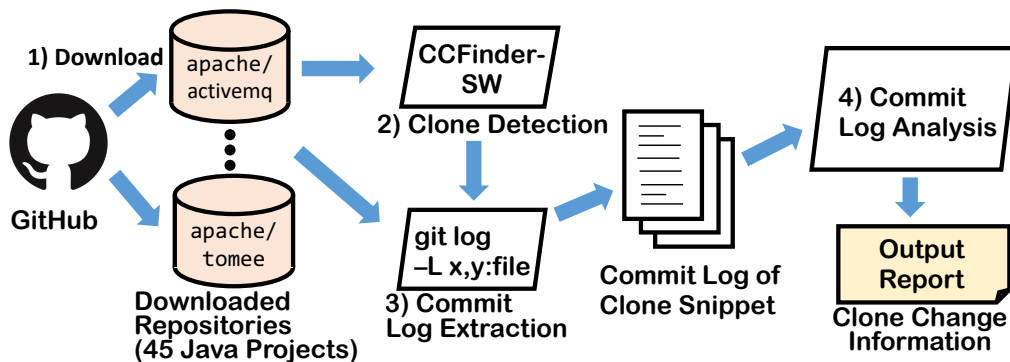 1) Download
apache/
activemq
GitHub
apache/
tomee
Downloaded
Repositories
(45 Java Projects)
CCFinder-
SW
2) Clone Detection
git log
–L x,y:file
3) Commit
Log Extraction
Commit Log of
Clone Snippet
4) Commit
Log Analysis
Output
Report
Clone Change
Information